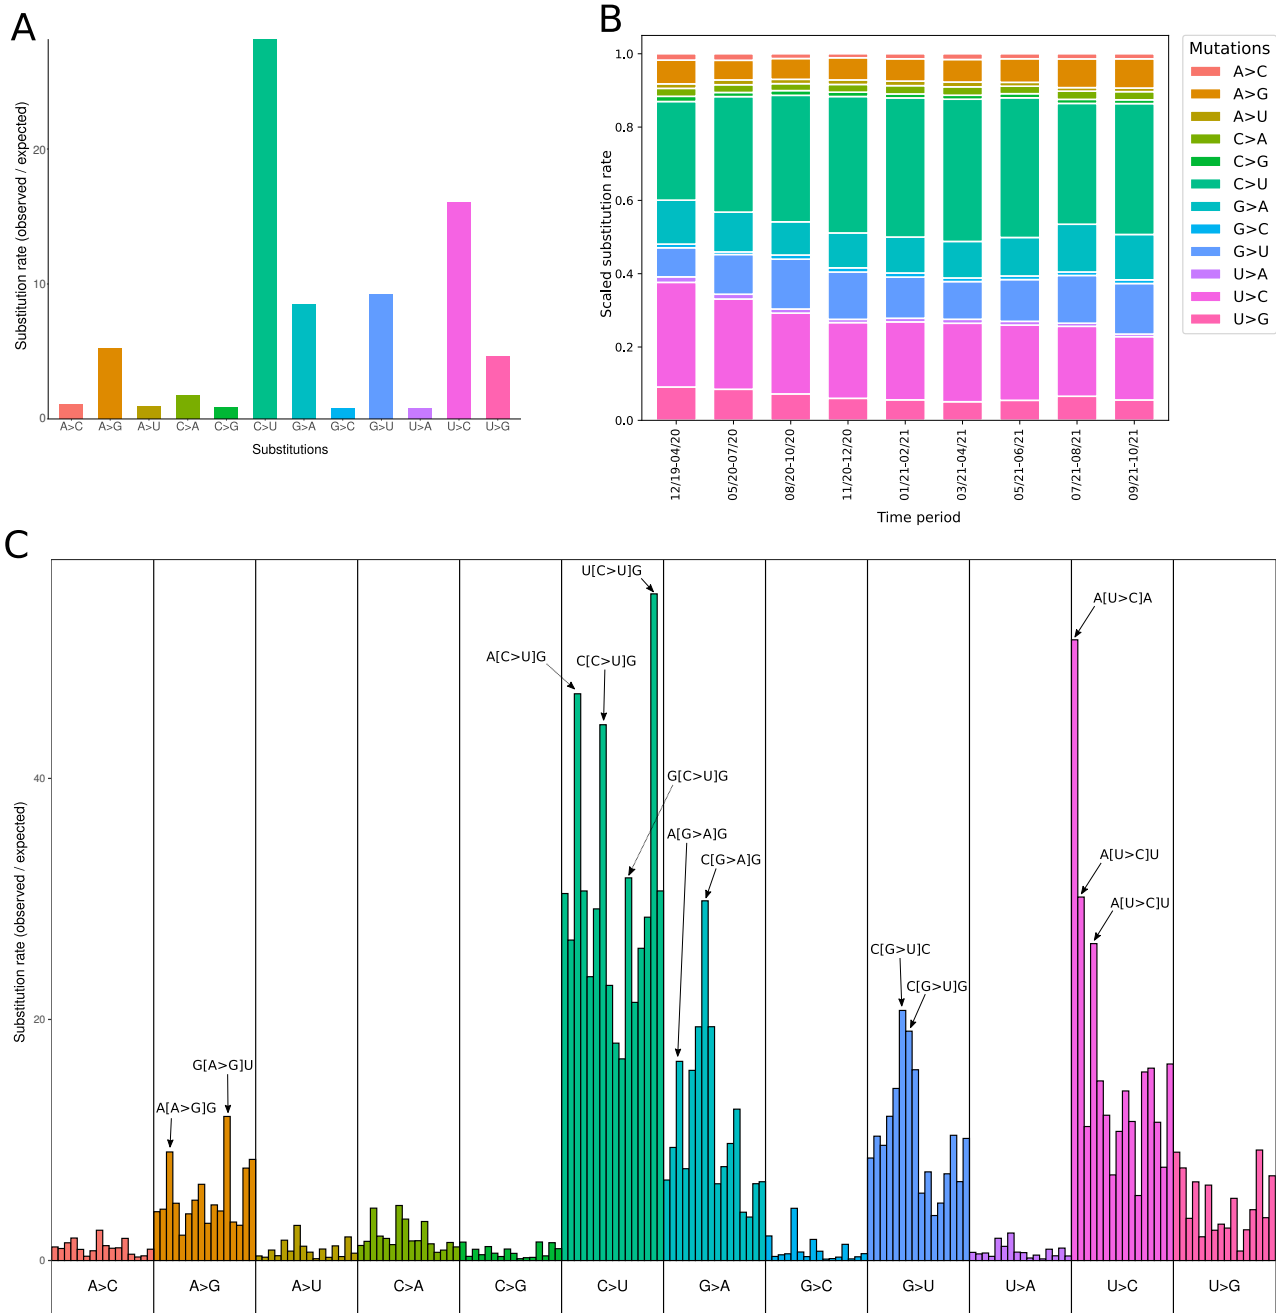 A
Substitution rate (observed / expected)
20
10
0
A>C A>G A>U C>A C>G C>U G>A G>C G>U U>A U>C U>G
Substitutions
B
Scaled substitution rate
1.0
0.8
0.6
0.4
0.2
0.0
12/19-04/20
05/20-07/20
08/20-10/20
11/20-12/20
01/21-02/21
03/21-04/21
05/21-06/21
07/21-08/21
09/21-10/21
Time period
Mutations
A>C
A>G
A>U
C>A
C>G
C>U
G>A
G>C
G>U
U>A
U>C
U>G
C
Substitution rate (observed / expected)
40
20
0
U[C>U]G
A[C>U]G
C[C>U]G
G[C>U]G
A[G>A]G
C[G>A]G
A[U>C]A
A[U>C]U
A[U>C]U
C[G>U]C
C[G>U]G
G[A>G]U
A[A>G]G
A>C A>G A>U C>A C>G C>U G>A G>C G>U U>A U>C U>G